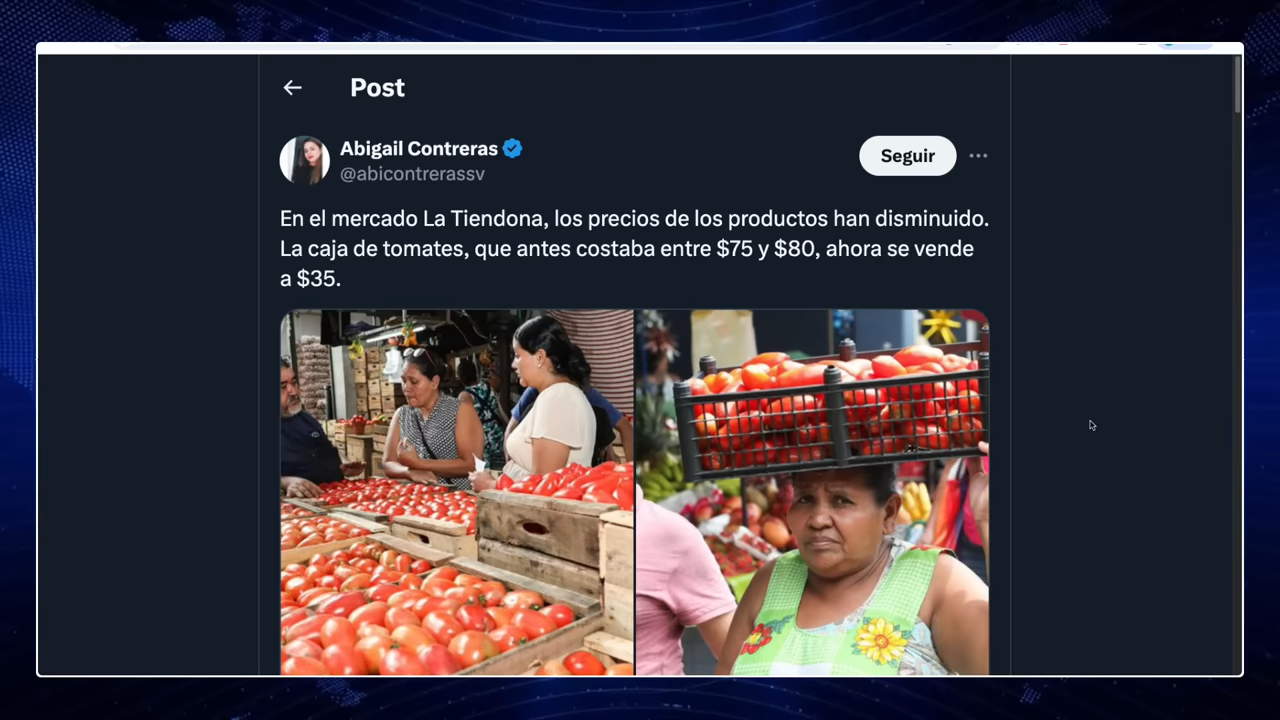 Post
Abigail Contreras
@abicontrerassv
Seguir
En el mercado La Tiendona, los precios de los productos han disminuido.
La caja de tomates, que antes costaba entre $75 y $80, ahora se vende
a $35.